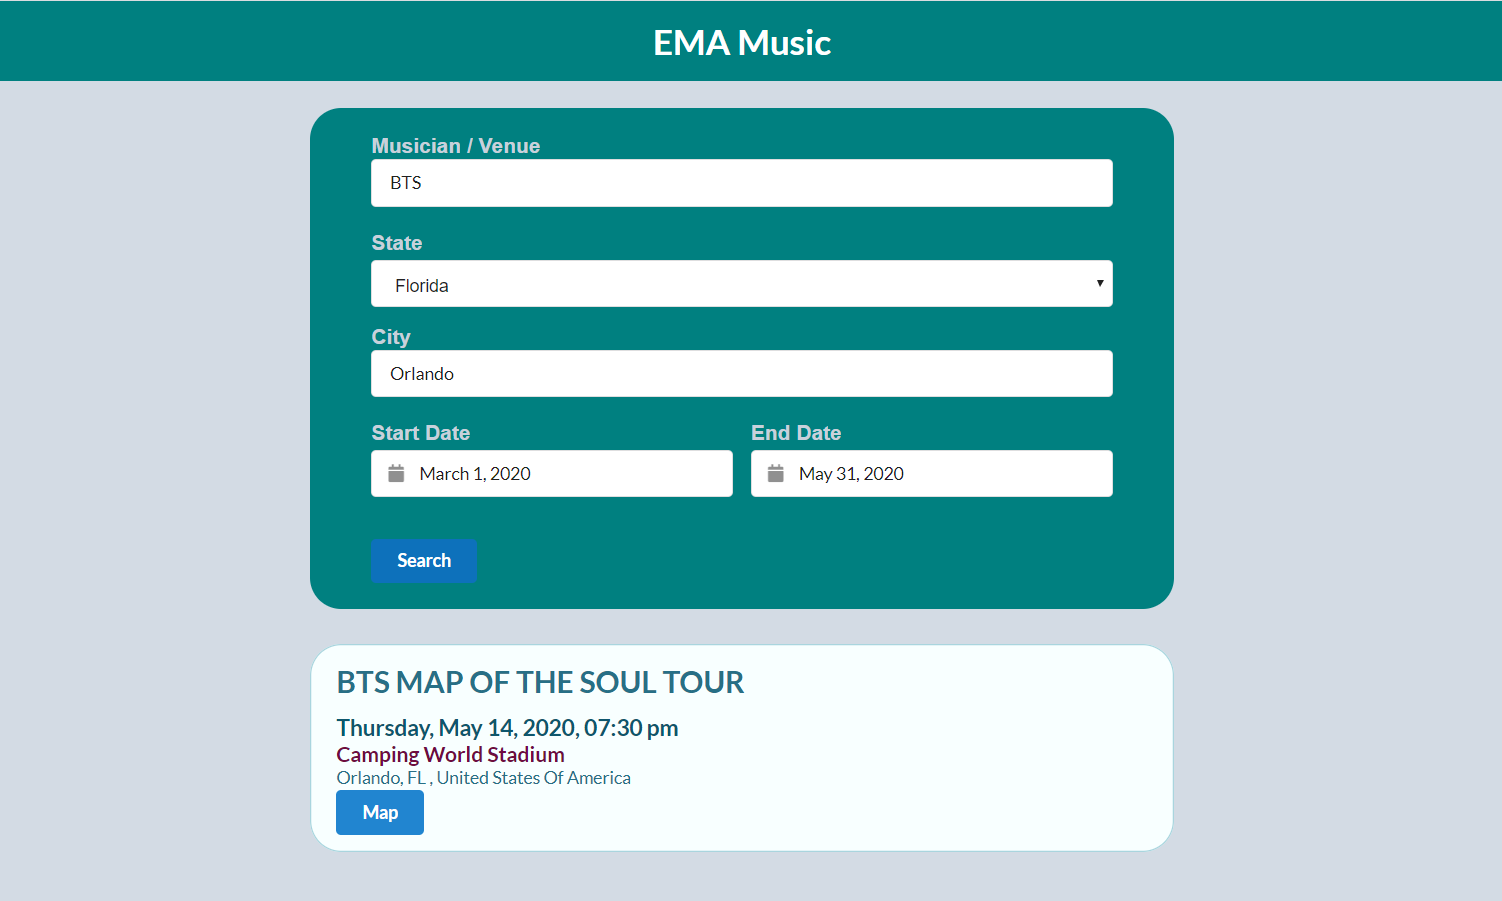 EMA Music
Musician / Venue
BTS
State
Florida
City
Orlando
Start Date
End Date
March 1, 2020
May 31, 2020
Search
BTS MAP OF THE SOUL TOUR
Thursday, May 14, 2020, 07:30 pm
Camping World Stadium
Orlando, FL , United States Of America
Map